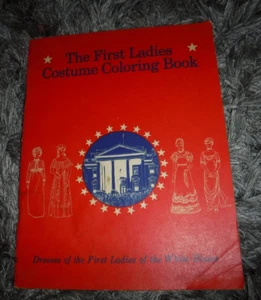 The First Ladies
Costume Coloring Book
Dresses of the First Ladies of the White House